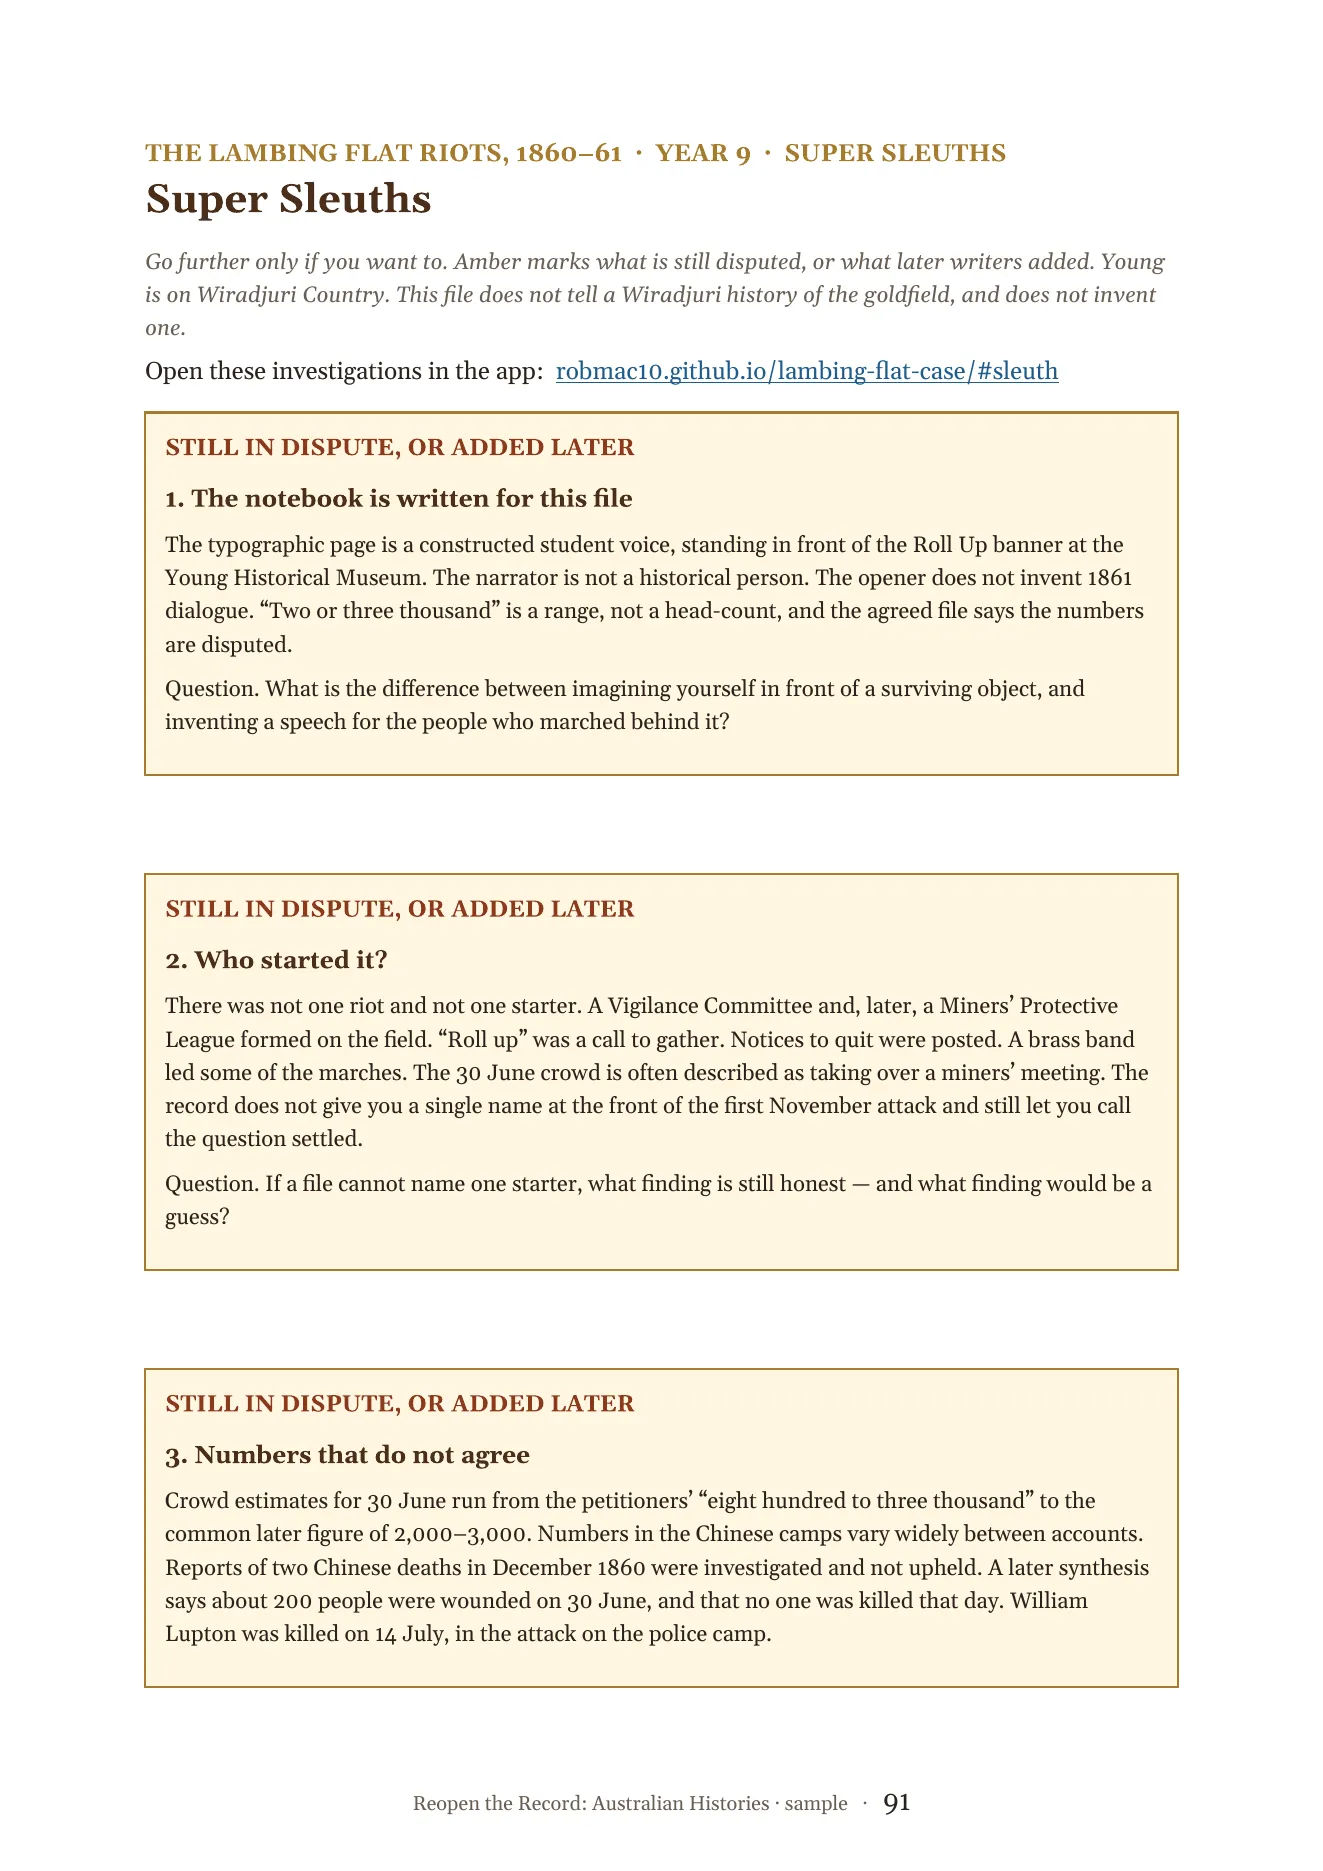 THE LAMBING FLAT RIOTS, 1860–61 · YEAR 9 · SUPER SLEUTHS
Super Sleuths
Go further only if you want to. Amber marks what is still disputed, or what later writers added. Young
is on Wiradjuri Country. This file does not tell a Wiradjuri history of the goldfield, and does not invent
one.
Open these investigations in the app: robmac10.github.io/lambing-flat-case/#sleuth
STILL IN DISPUTE, OR ADDED LATER
1. The notebook is written for this file
The typographic page is a constructed student voice, standing in front of the Roll Up banner at the
Young Historical Museum. The narrator is not a historical person. The opener does not invent 1861
dialogue. “Two or three thousand” is a range, not a head-count, and the agreed file says the numbers
are disputed.
Question. What is the difference between imagining yourself in front of a surviving object, and
inventing a speech for the people who marched behind it?
STILL IN DISPUTE, OR ADDED LATER
2. Who started it?
There was not one riot and not one starter. A Vigilance Committee and, later, a Miners’ Protective
League formed on the field. “Roll up” was a call to gather. Notices to quit were posted. A brass band
led some of the marches. The 30 June crowd is often described as taking over a miners’ meeting. The
record does not give you a single name at the front of the first November attack and still let you call
the question settled.
Question. If a file cannot name one starter, what finding is still honest — and what finding would be a
guess?
STILL IN DISPUTE, OR ADDED LATER
3. Numbers that do not agree
Crowd estimates for 30 June run from the petitioners’ “eight hundred to three thousand” to the
common later figure of 2,000–3,000. Numbers in the Chinese camps vary widely between accounts.
Reports of two Chinese deaths in December 1860 were investigated and not upheld. A later synthesis
says about 200 people were wounded on 30 June, and that no one was killed that day. William
Lupton was killed on 14 July, in the attack on the police camp.
Reopen the Record: Australian Histories · sample · 91